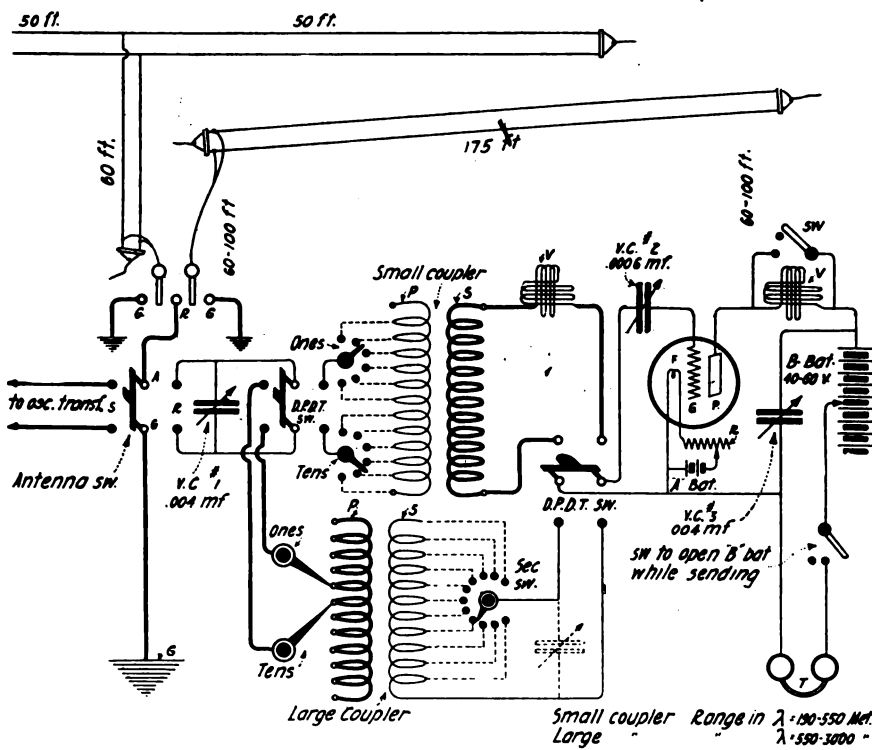 50 ft.
50 ft.
60 ft.
175 ft
60-100 ft
60-100 ft
SW
V
V.C. #2
.0006 mf.
V
Small coupler
P
S
G
R
G
Ones
F
G
P.
B-Bat.
40-60 v.
A
to osc. transf. S
R
D.P.D.T.
SW.
G
R
Antenna sw.
V.C. #1
.004 mf
Tens
"A" Bat.
D.P.D.T. SW.
V.C. #3
.004 mf
P.
S
Ones
Sec
SW.
SW to open "B" bat
while sending
G
Tens
T
Large Coupler
Small coupler Range in λ = 190-550 Met.
Large " " λ = 550-3000 "